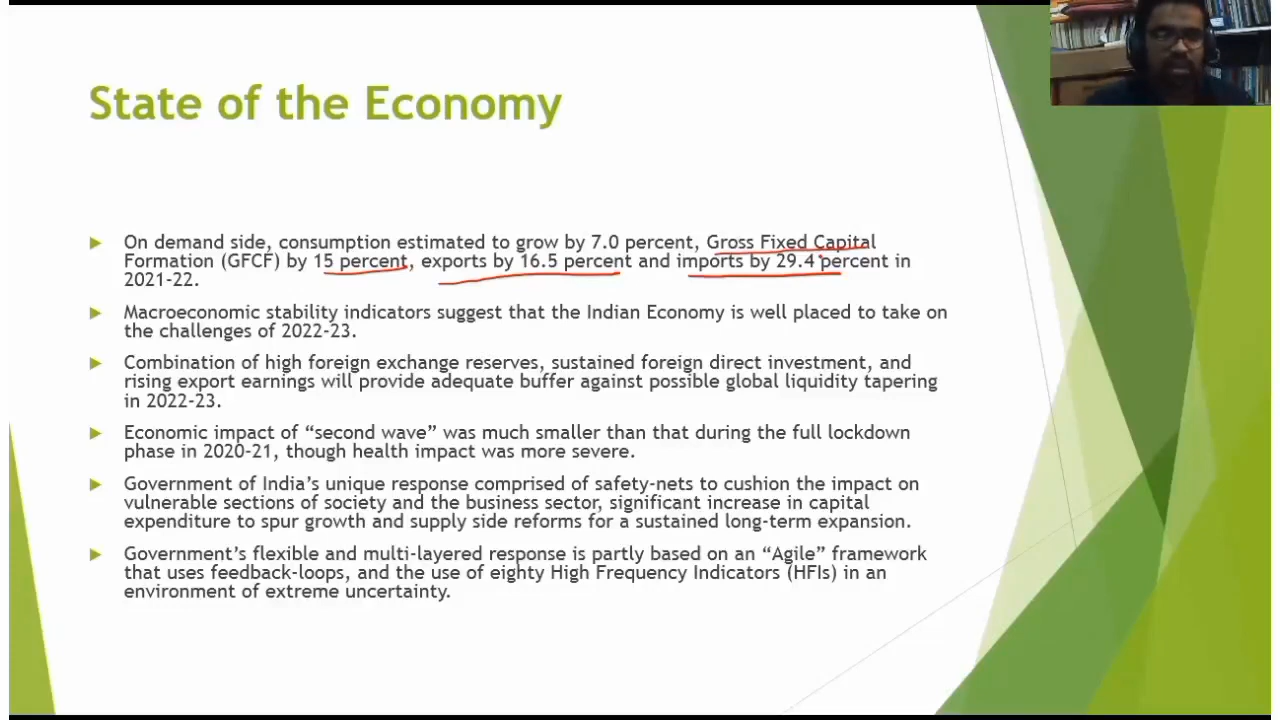 State of the Economy
On demand side, consumption estimated to grow by 7.0 percent, Gross Fixed Capital
Formation (GFCF) by 15 percent, exports by 16.5 percent and imports by 29.4 percent in
2021-22.
Macroeconomic stability indicators suggest that the Indian Economy is well placed to take on
the challenges of 2022-23.
Combination of high foreign exchange reserves, sustained foreign direct investment, and
rising export earnings will provide adequate buffer against possible global liquidity tapering
in 2022-23.
Economic impact of “second wave” was much smaller than that during the full lockdown
phase in 2020-21, though health impact was more severe.
Government of India’s unique response comprised of safety-nets to cushion the impact on
vulnerable sections of society and the business sector, significant increase in capital
expenditure to spur growth and supply side reforms for a sustained long-term expansion.
Government’s flexible and multi-layered response is partly based on an “Agile” framework
that uses feedback-loops, and the use of eighty High Frequency Indicators (HFIs) in an
environment of extreme uncertainty.